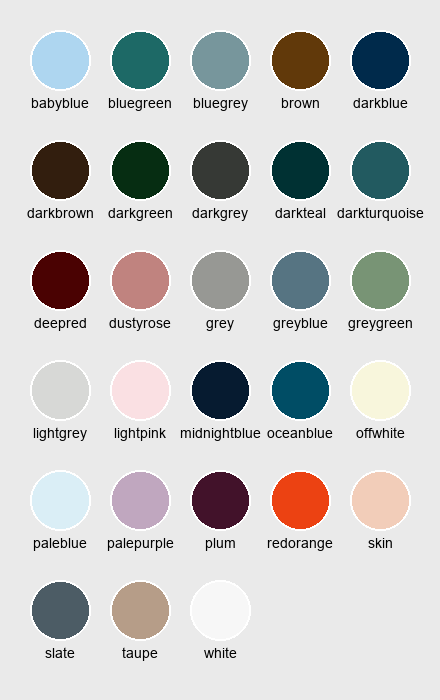 babyblue bluegreen bluegrey brown darkblue
darkbrown darkgreen darkgrey darkteal darkturquoise
deepred dustyrose grey greyblue greygreen
lightgrey lightpink midnightblue oceanblue offwhite
paleblue palepurple plum redorange skin
slate taupe white